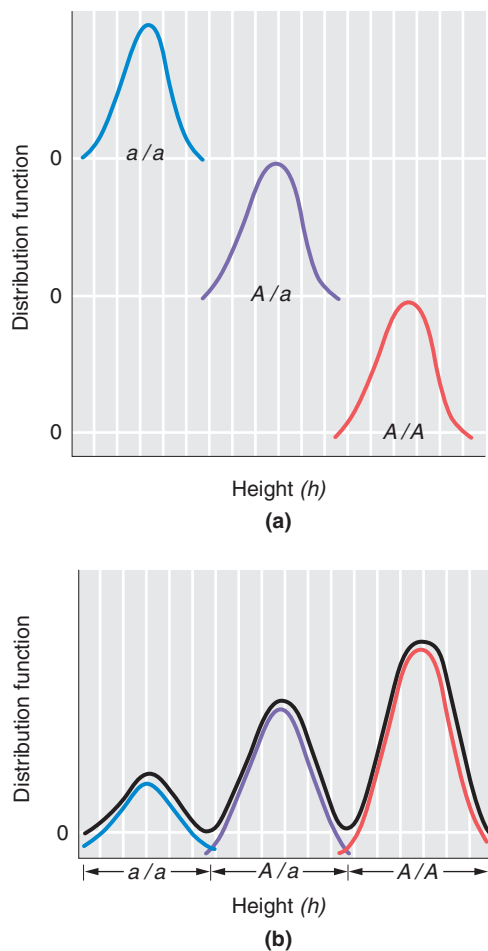 Distribution function
0
a/a
0
A/a
0
A/A
Height (h)
(a)
Distribution function
0
a/a
A/a
A/A
Height (h)
(b)